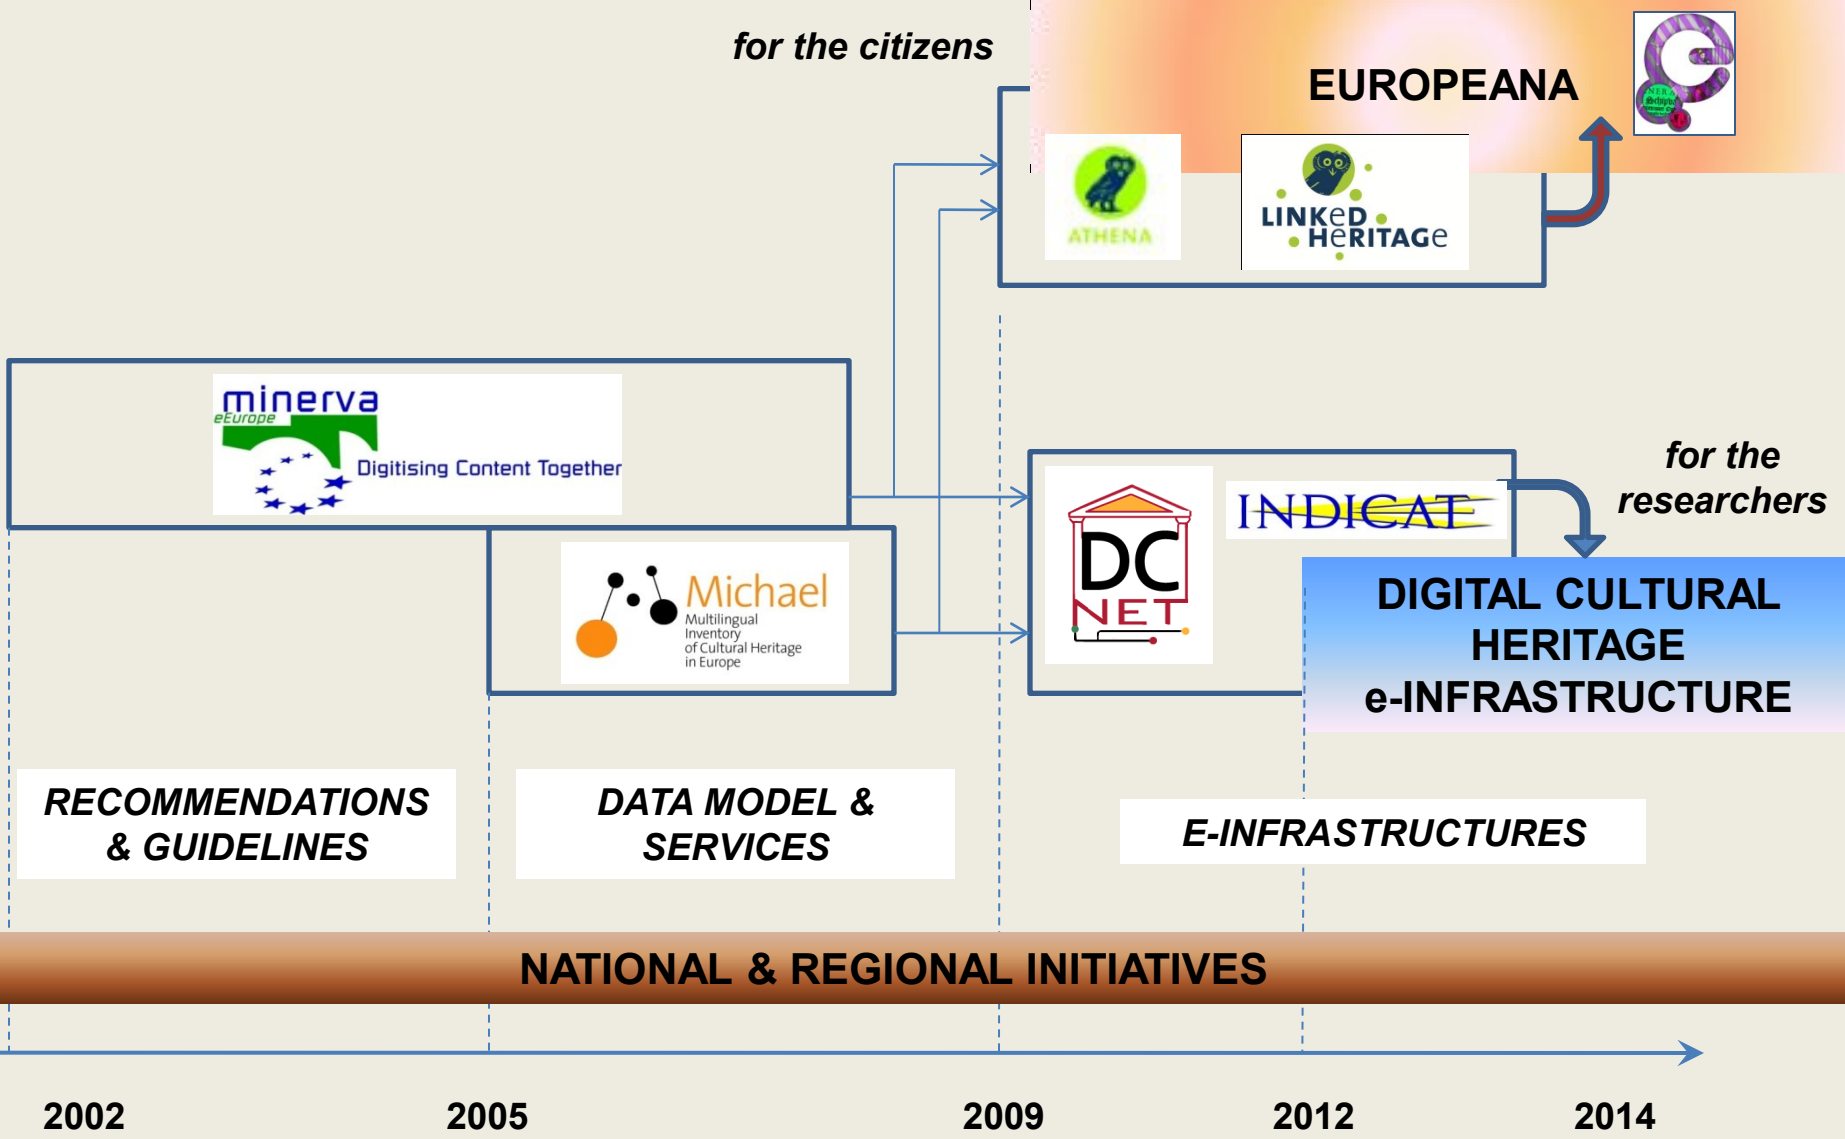 for the citizens
EUROPEANA
ATHENA
LINKeD
HeRITAGe
minerva
eEurope
Digitising Content Together
Michael
Multilingual
Inventory
of Cultural Heritage
in Europe
DC
NET
INDICATE
for the
researchers
DIGITAL CULTURAL
HERITAGE
e-INFRASTRUCTURE
RECOMMENDATIONS
& GUIDELINES
DATA MODEL &
SERVICES
E-INFRASTRUCTURES
NATIONAL & REGIONAL INITIATIVES
2002 2005 2009 2012 2014